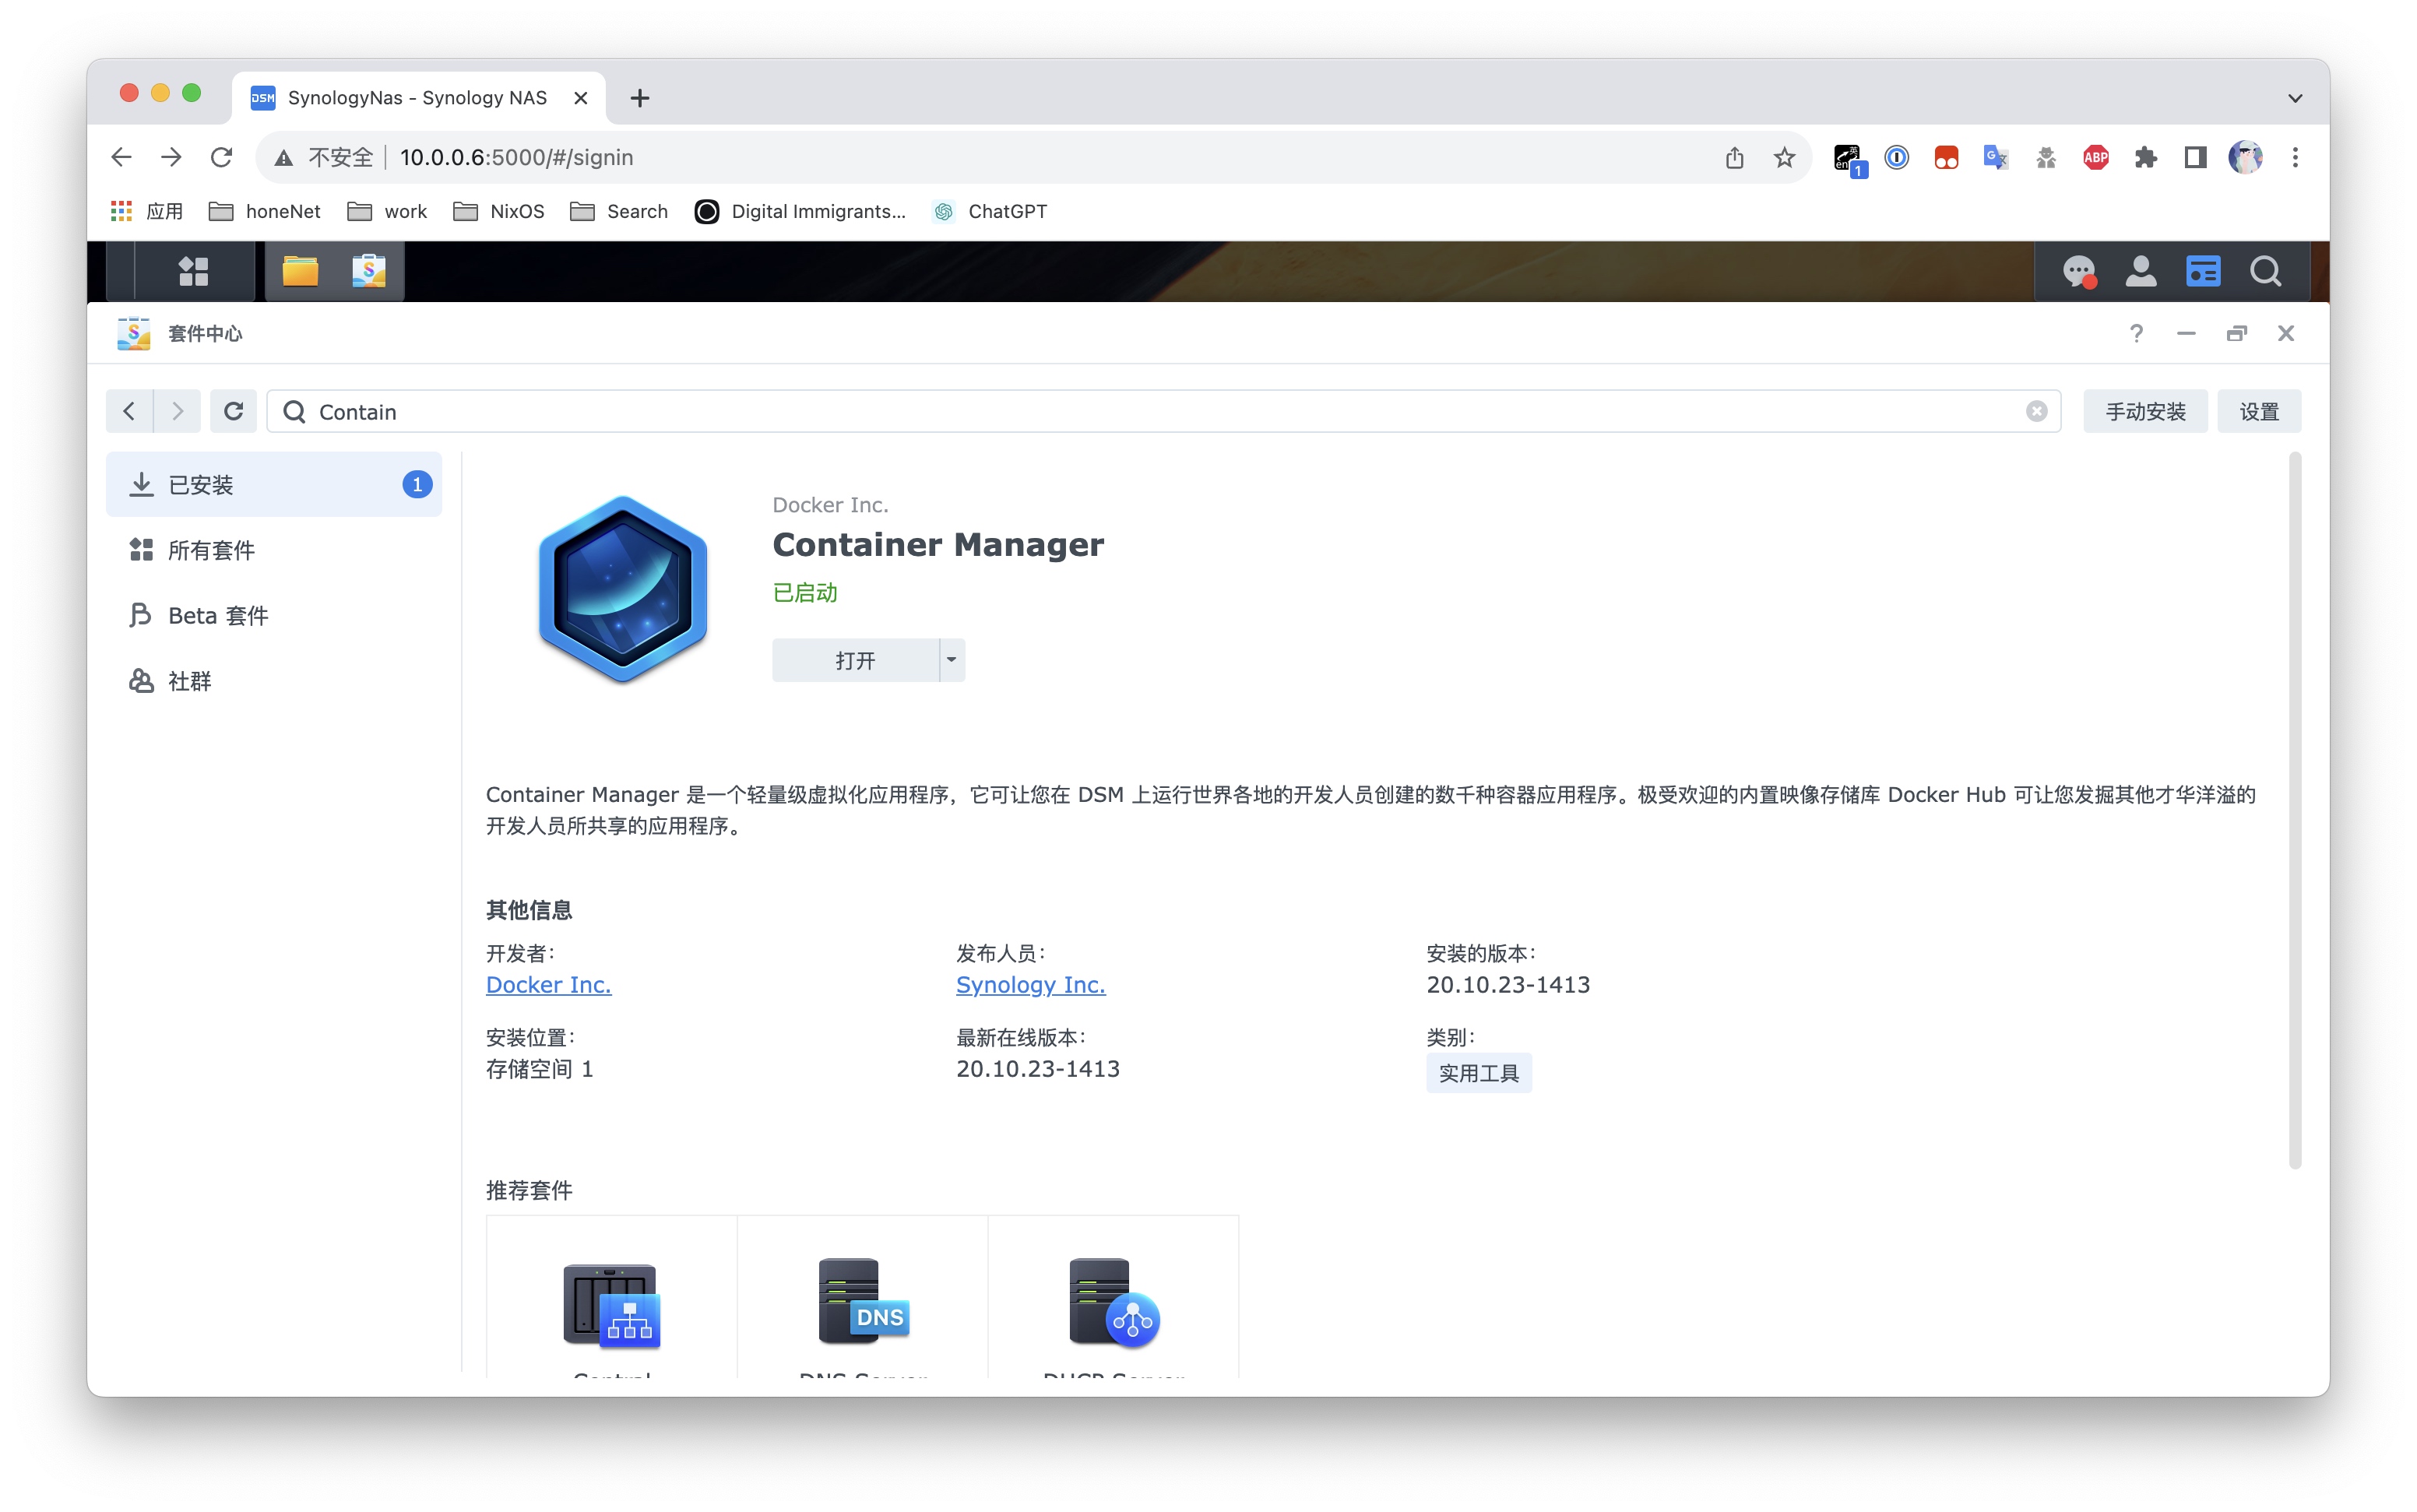 DSM SynologyNas - Synology NAS
不安全 10.0.0.6:5000/#/signin
英 en 1
ABP
应用 honeNet work NixOS Search Digital Immigrants... ChatGPT
套件中心
Contain
手动安装 设置
已安装 1
所有套件
Beta 套件
社群
Docker Inc.
Container Manager
已启动
打开
Container Manager 是一个轻量级虚拟化应用程序，它可让您在 DSM 上运行世界各地的开发人员创建的数千种容器应用程序。极受欢迎的内置映像存储库 Docker Hub 可让您发掘其他才华洋溢的
开发人员所共享的应用程序。
其他信息
开发者：
Docker Inc.
发布人员：
Synology Inc.
安装的版本：
20.10.23-1413
安装位置：
存储空间 1
最新在线版本：
20.10.23-1413
类别：
实用工具
推荐套件
DNS
Central
DNS Server
DHCP Server